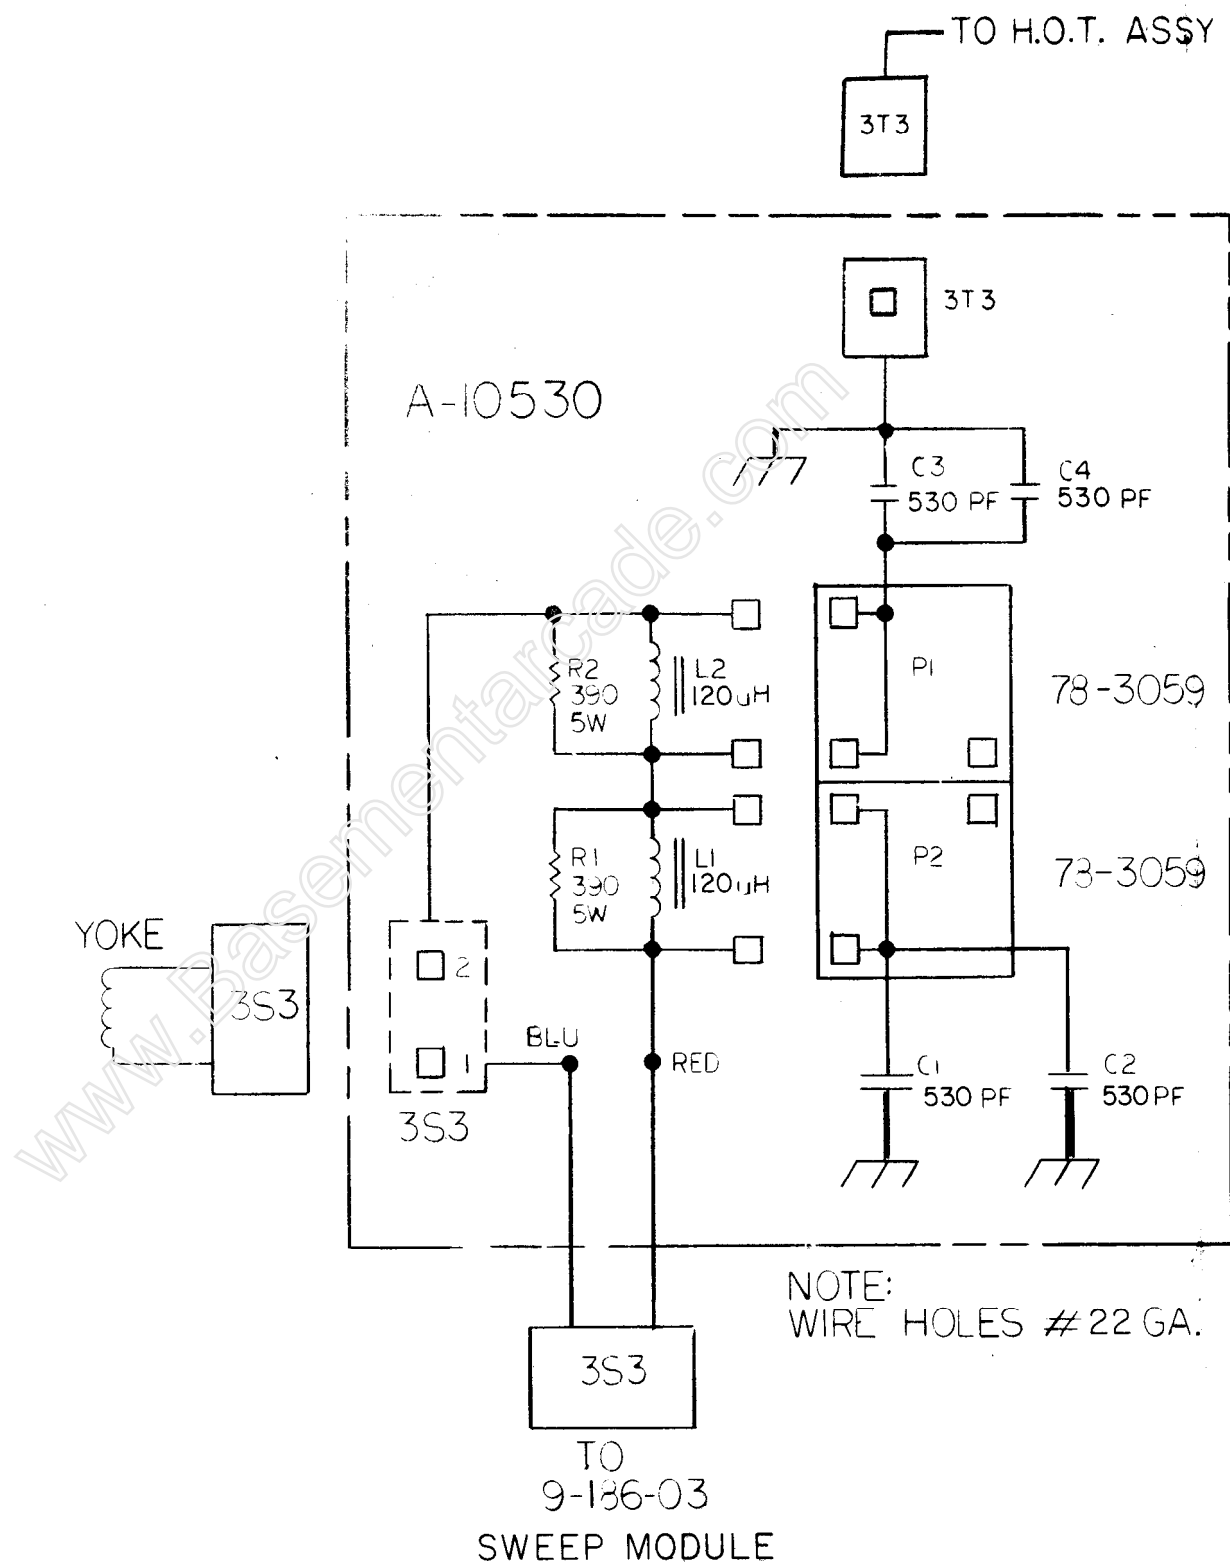 TO H.O.T. ASSY
3T3
3T3
A-10530
C3
530 PF
C4
530 PF
R2
390
5W
L2
120uH
P1
78-3059
R1
390
5W
L1
120uH
P2
78-3059
YOKE
3S3
2
1
3S3
BLU
RED
C1
530 PF
C2
530 PF
NOTE:
WIRE HOLES # 22 GA.
3S3
TO
9-186-03
SWEEP MODULE
www.Basementarcade.com